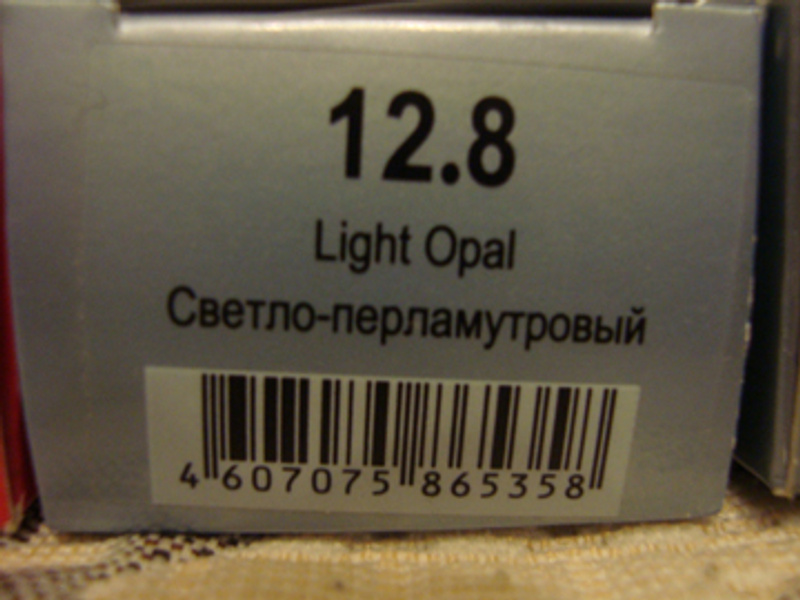 12.8
Light Opal
Светло-перламутровый
4 607075 865358